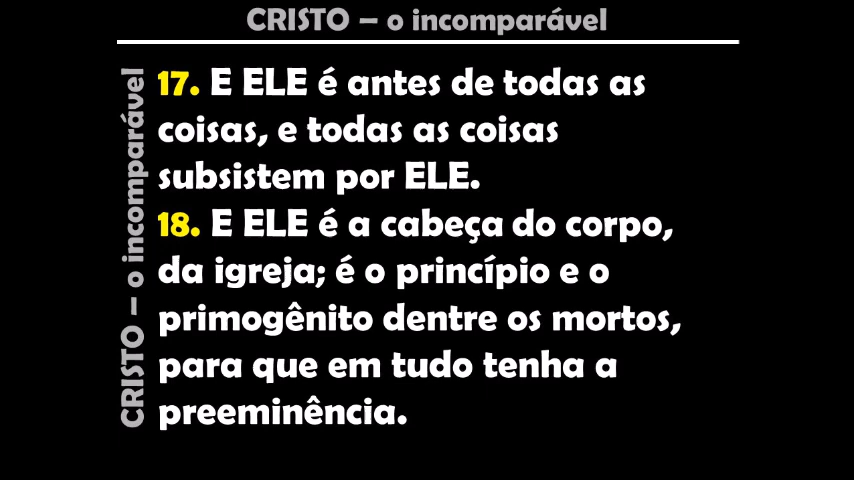 CRISTO – o incomparável
CRISTO – o incomparável
17. E ELE é antes de todas as
coisas, e todas as coisas
subsistem por ELE.
18. E ELE é a cabeça do corpo,
da igreja; é o princípio e o
primogênito dentre os mortos,
para que em tudo tenha a
preeminência.